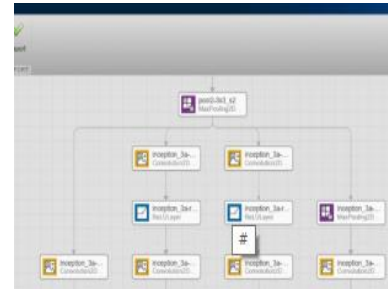 pool2-3x3_s2
MaxPooling2D
inception_3a-...
Convolution2D
inception_3a-...
Convolution2D
inception_3a-r...
ReLULayer
inception_3a-r...
ReLULayer
inception_3a-...
MaxPooling2D
#
inception_3a-...
Convolution2D
inception_3a-...
Convolution2D
inception_3a-...
Convolution2D
inception_3a-...
Convolution2D